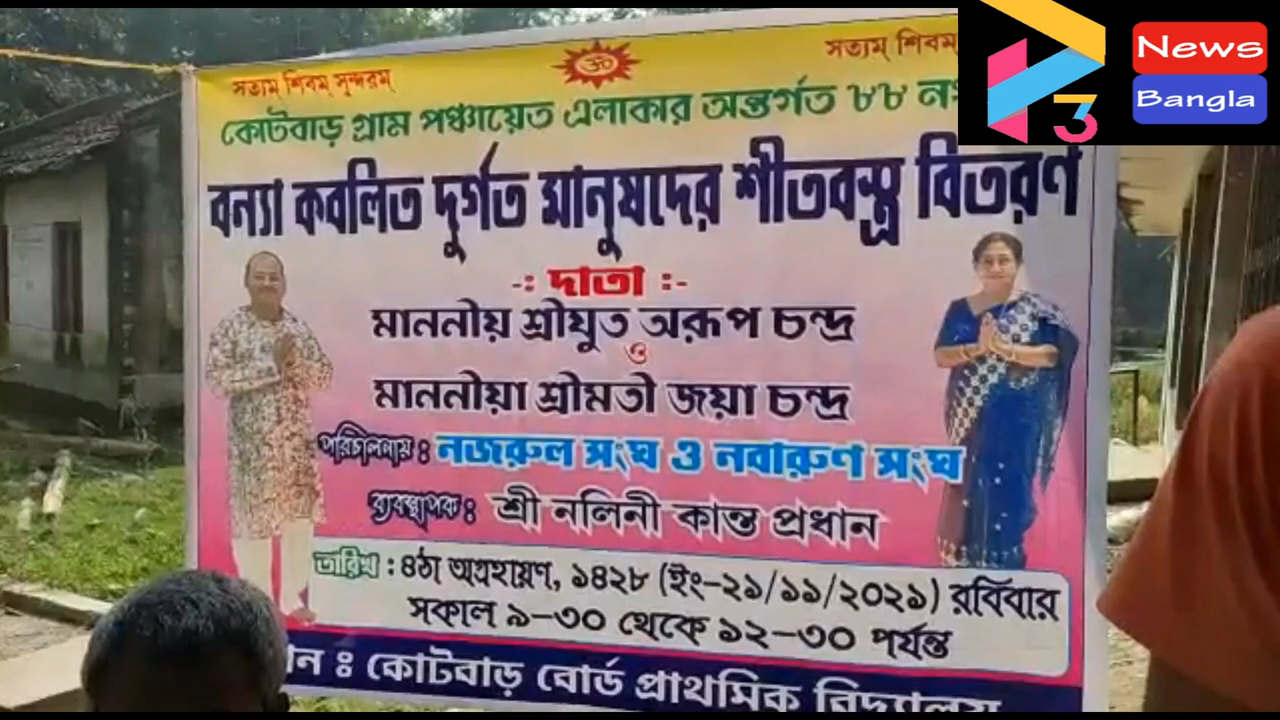 সত্যম্ শিবম্ সুন্দরম্
সত্যম্ শিবম্
ॐ
News
Bangla
3
কোটবাড় গ্রাম পঞ্চায়েত এলাকার অন্তর্গত ৮৮ নং
বন্যা কবলিত দুর্গত মানুষদের শীতবস্ত্র বিতরণ
-: দাতা :-
মাননীয় শ্রীযুত অরূপ চন্দ্র
ও
মাননীয়া শ্রীমতী জয়া চন্দ্র
পরিচালনায় : নজরুল সংঘ ও নবারুণ সংঘ
ব্যবস্থাপক : শ্রী নলিনী কান্ত প্রধান
তারিখ : ৪ঠা অগ্রহায়ণ, ১৪২৮ (ইং-২১/১১/২০২১) রবিবার
সকাল ৯-৩০ থেকে ১২-৩০ পর্যন্ত
ন ঃ কোটবাড় বোর্ড প্রাথমিক বিদ্যালয়